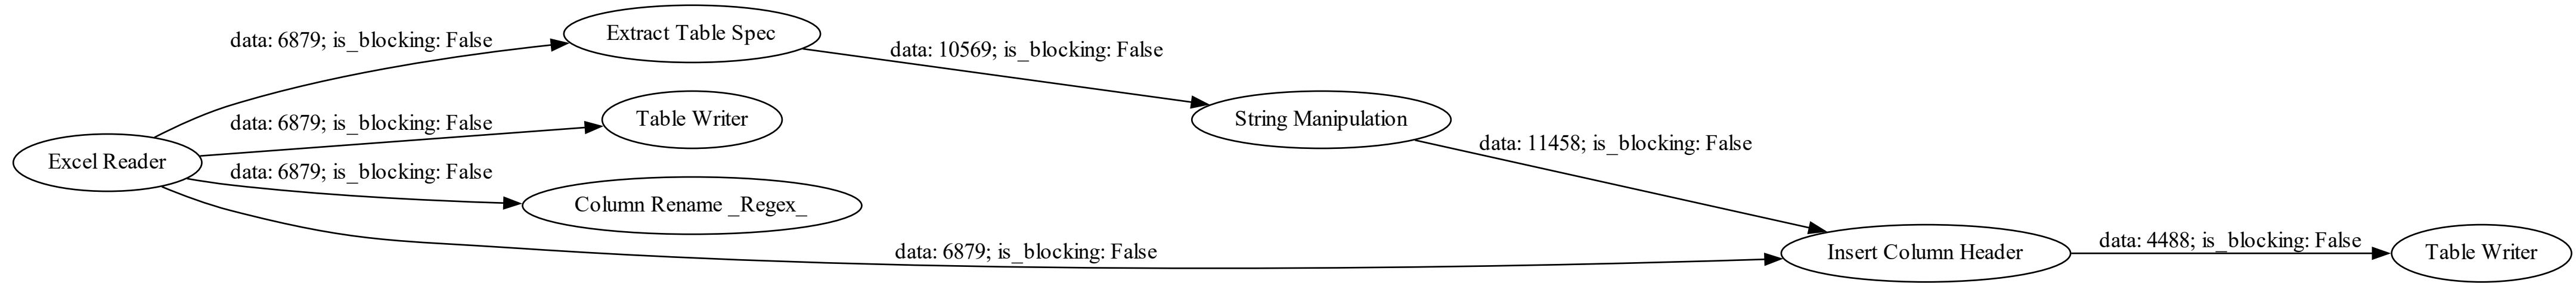 Extract Table Spec
data: 6879; is_blocking: False
data: 10569; is_blocking: False
Table Writer
String Manipulation
data: 6879; is_blocking: False
data: 11458; is_blocking: False
Excel Reader
data: 6879; is_blocking: False
Column Rename _Regex_
data: 6879; is_blocking: False
Insert Column Header
data: 4488; is_blocking: False
Table Writer